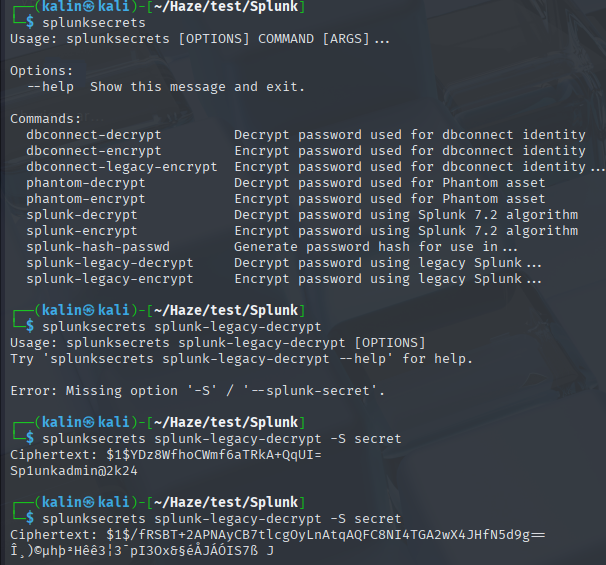 ┌──(kalin㉿kali)-[~/Haze/test/Splunk]
└─$ splunksecrets
Usage: splunksecrets [OPTIONS] COMMAND [ARGS]...

Options:
  --help  Show this message and exit.

Commands:
  dbconnect-decrypt         Decrypt password used for dbconnect identity
  dbconnect-encrypt         Encrypt password used for dbconnect identity
  dbconnect-legacy-encrypt  Encrypt password used for dbconnect identity...
  phantom-decrypt           Decrypt password used for Phantom asset
  phantom-encrypt           Encrypt password used for Phantom asset
  splunk-decrypt            Decrypt password using Splunk 7.2 algorithm
  splunk-encrypt            Encrypt password using Splunk 7.2 algorithm
  splunk-hash-passwd        Generate password hash for use in...
  splunk-legacy-decrypt     Decrypt password using legacy Splunk...
  splunk-legacy-encrypt     Encrypt password using legacy Splunk...

┌──(kalin㉿kali)-[~/Haze/test/Splunk]
└─$ splunksecrets splunk-legacy-decrypt
Usage: splunksecrets splunk-legacy-decrypt [OPTIONS]
Try 'splunksecrets splunk-legacy-decrypt --help' for help.

Error: Missing option '-S' / '--splunk-secret'.

┌──(kalin㉿kali)-[~/Haze/test/Splunk]
└─$ splunksecrets splunk-legacy-decrypt -S secret
Ciphertext: $1$YDz8WfhoCWmf6aTRkA+QqUI=
Sp1unkadmin@2k24

┌──(kalin㉿kali)-[~/Haze/test/Splunk]
└─$ splunksecrets splunk-legacy-decrypt -S secret
Ciphertext: $1$/fRSBT+2APNAyCB7tlcgOyLnAtqAQFC8NI4TGA2wX4JHfN5d9g==